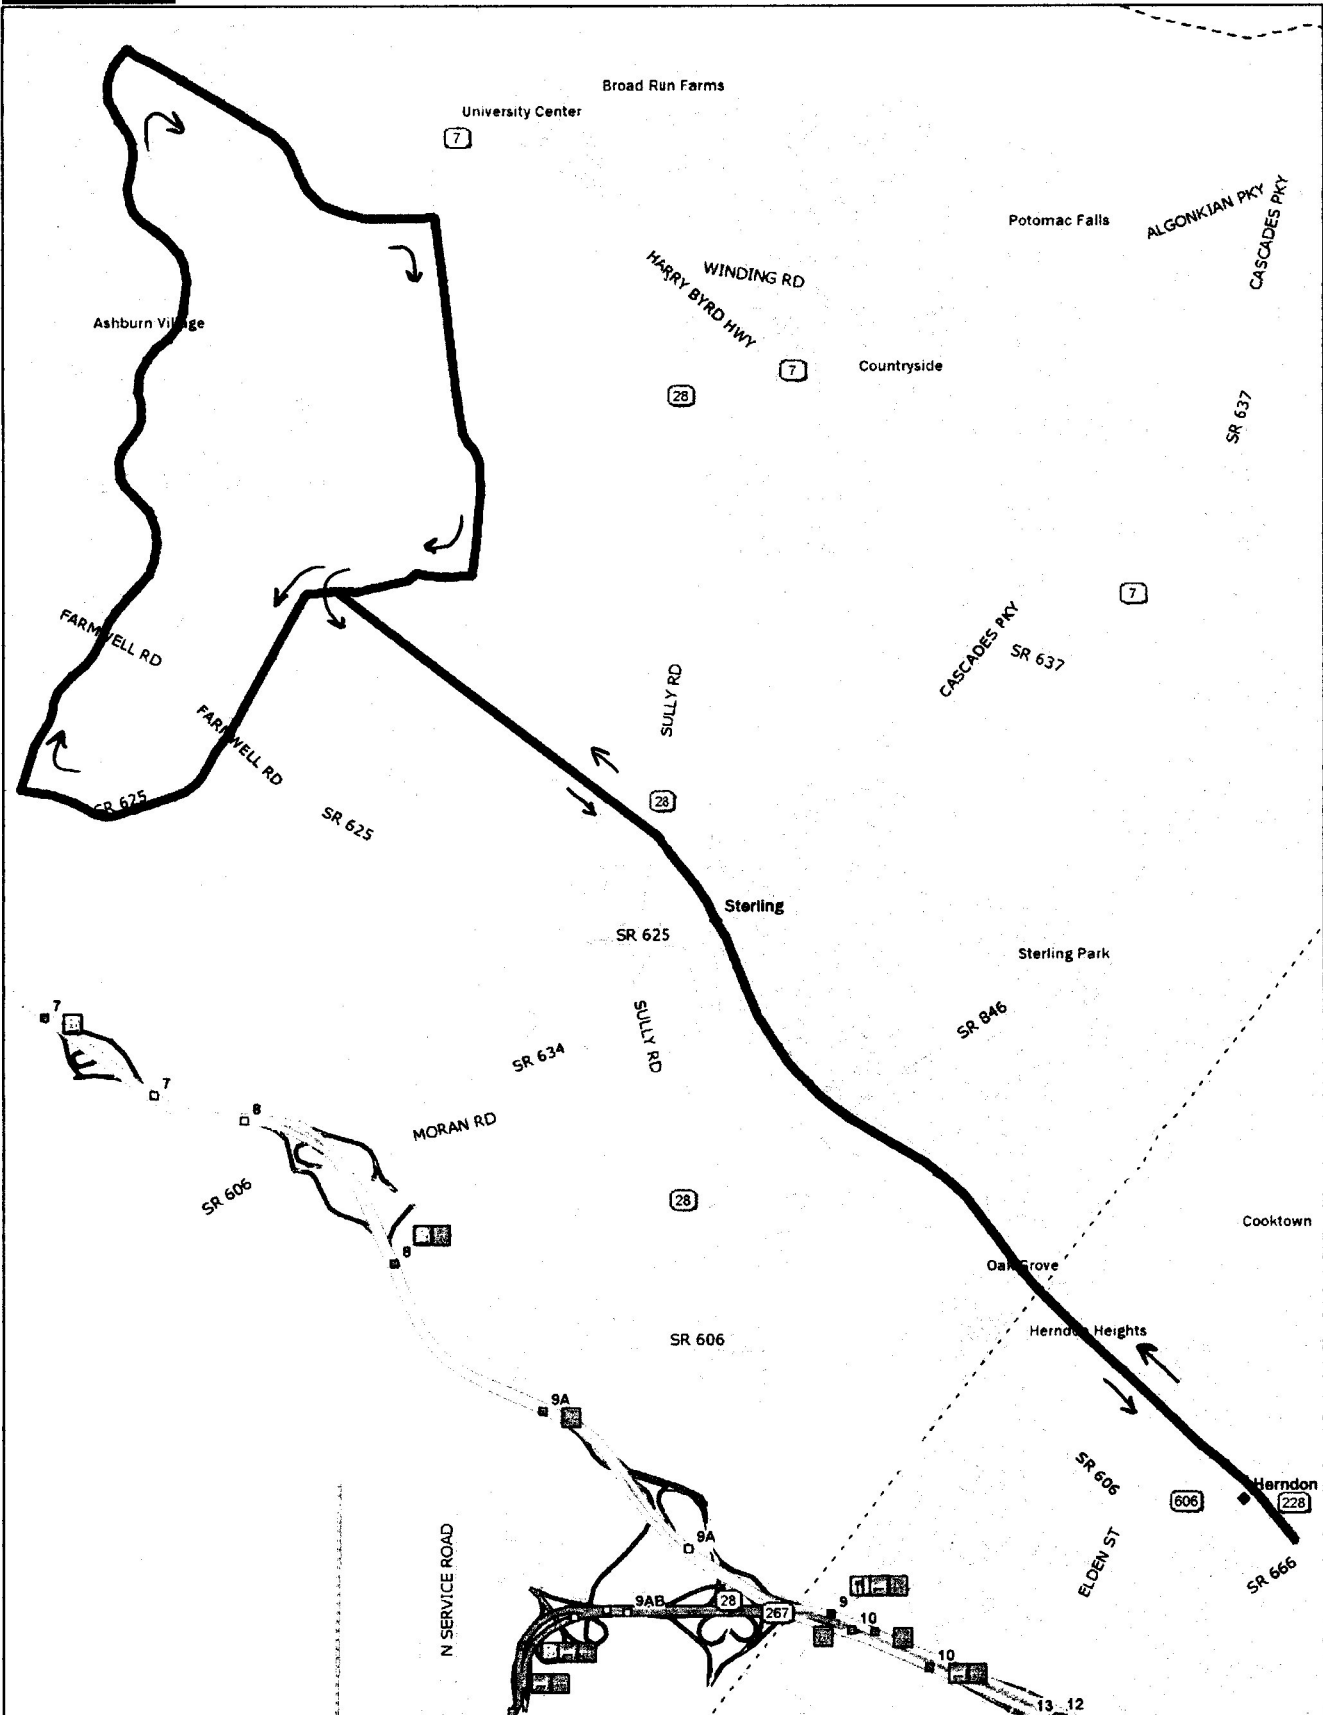 Broad Run Farms
University Center
7
Potomac Falls
ALGONKIAN PKY
CASCADES PKY
WINDING RD
HARRY BYRD HWY
Ashburn Village
7
Countryside
28
SR 637
7
FARMWELL RD
CASCADES PKY
SR 637
SULLY RD
FARMWELL RD
28
SR 625
SR 625
Sterling
SR 625
Sterling Park
7
SULLY RD
SR 846
SR 634
7
8
MORAN RD
SR 606
28
Cooktown
8
Oak Grove
Herndon Heights
SR 606
9A
SR 606
Herndon
606
228
N SERVICE ROAD
9A
ELDEN ST
SR 666
9AB
28
267
9
10
10
13
12